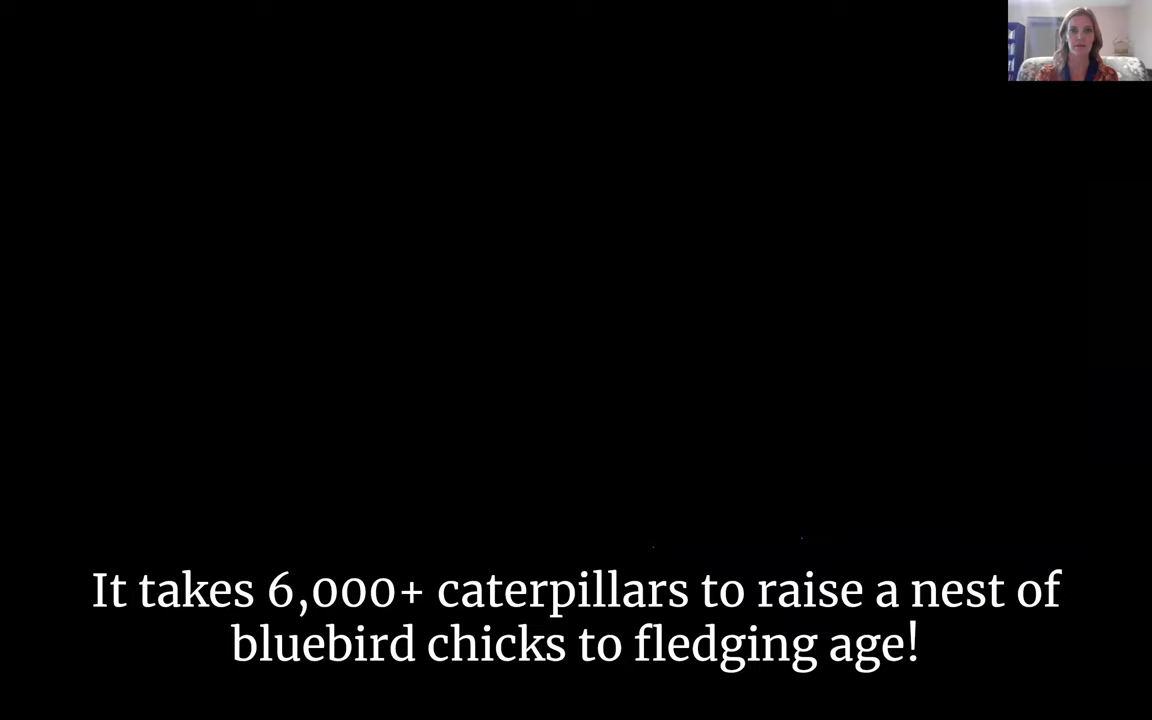 It takes 6,000+ caterpillars to raise a nest of
bluebird chicks to fledging age!